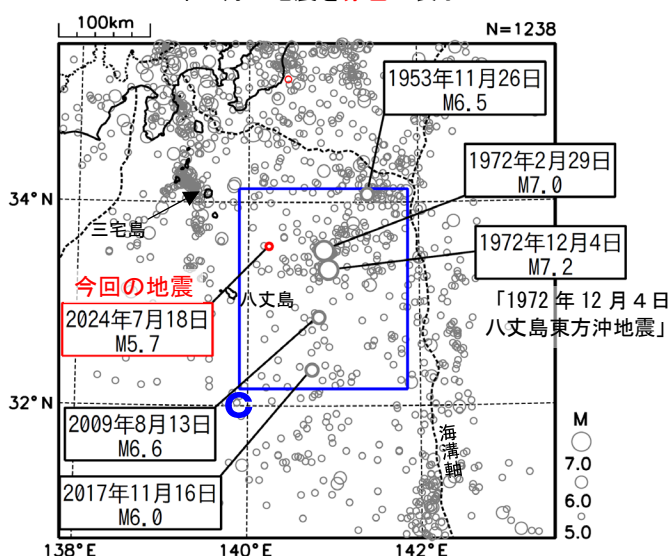 100km
N=1238
1953年11月26日
M6.5
1972年2月29日
M7.0
34°N
三宅島
1972年12月4日
M7.2
今回の地震
八丈島
「1972 年 12 月 4 日
八丈島東方沖地震」
2024年7月18日
M5.7
32°N
C
2009年8月13日
M6.6
海溝軸
M
7.0
6.0
5.0
2017年11月16日
M6.0
138°E
140°E
142°E